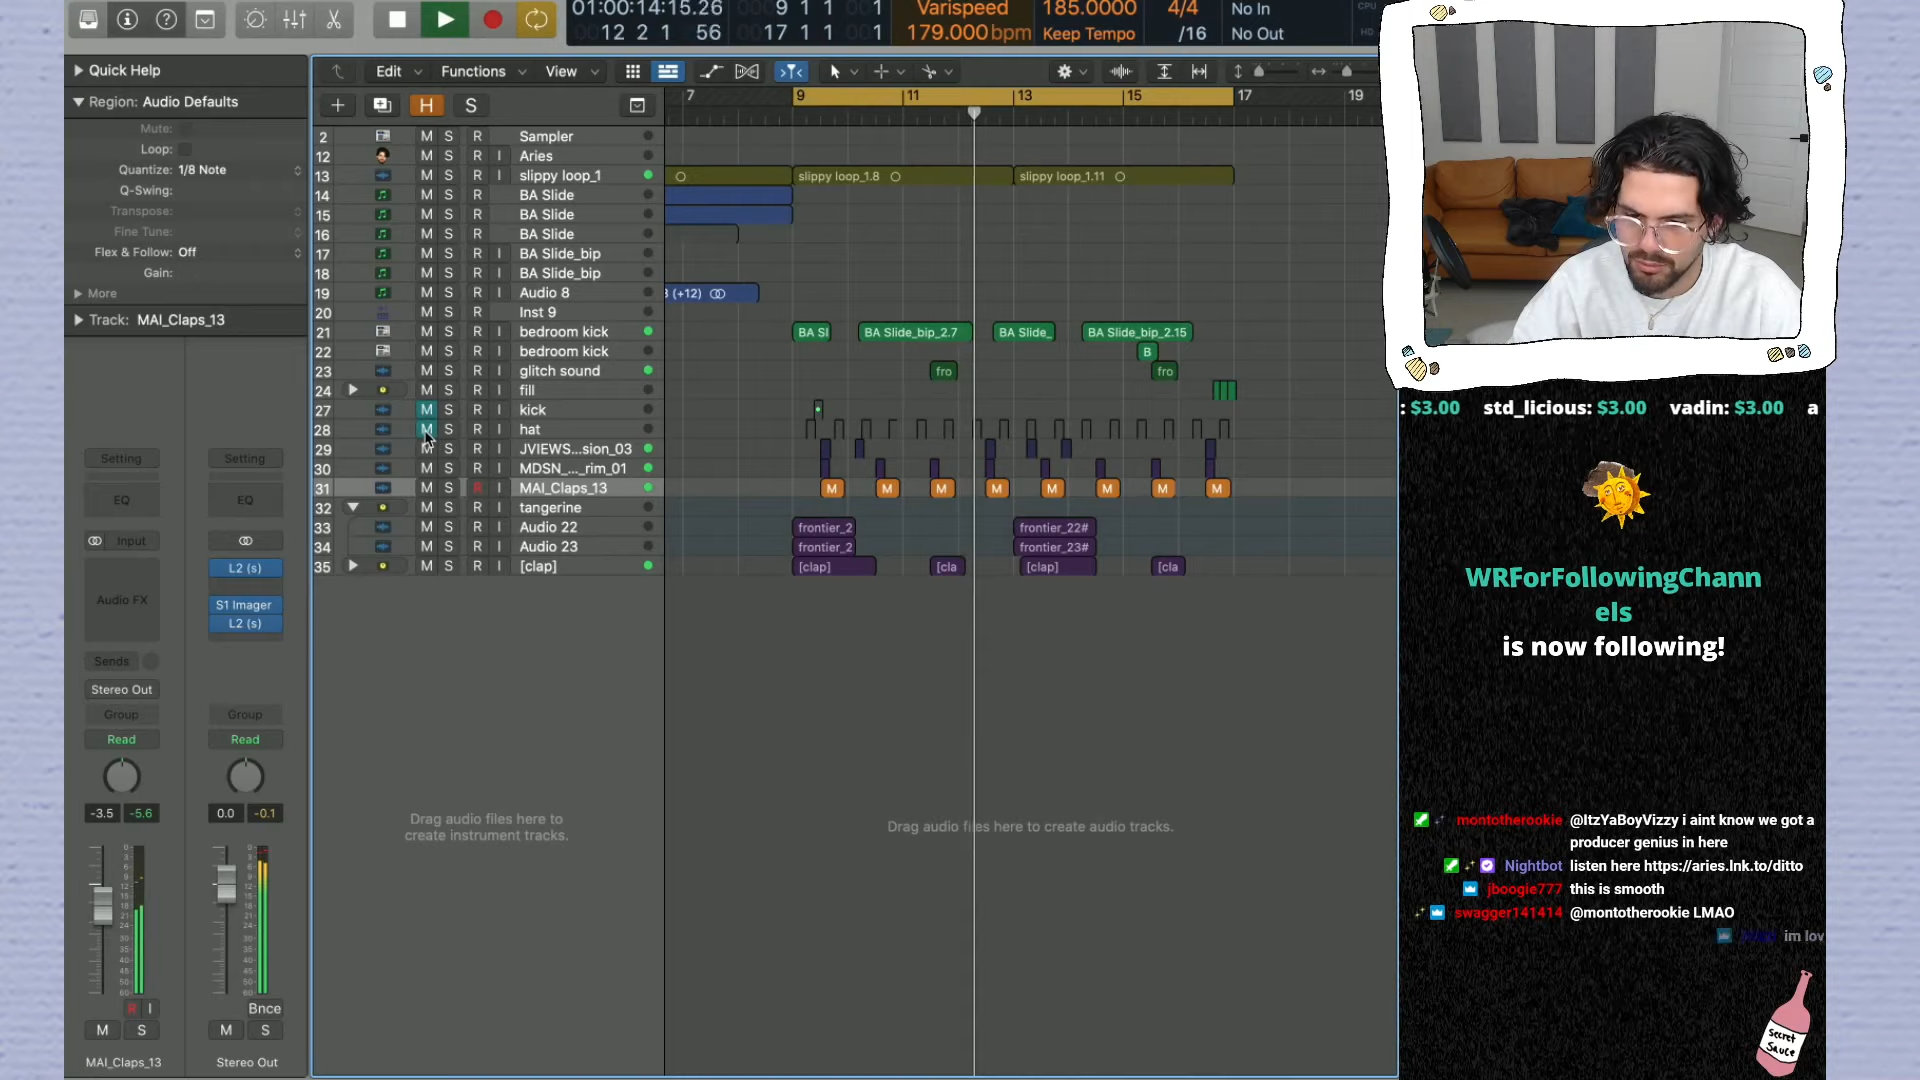 01:00:14:15.26
12 2 1 56
9 1 1 1
17 1 1 1
Varispeed
179.000 bpm
185.0000
Keep Tempo
4/4
/16
No In
No Out
CPU
HD
Quick Help
Region: Audio Defaults
Mute:
Loop:
Quantize: 1/8 Note
Q-Swing:
Transpose:
Fine Tune:
Flex & Follow: Off
Gain:
More
Track: MAI_Claps_13
Edit
Functions
View
H
S
7 9 11 13 15 17 19
2 M S R Sampler
12 M S R I Aries
13 M S R I slippy loop_1
slippy loop_1.8
slippy loop_1.11
14 M S R BA Slide
15 M S R BA Slide
16 M S R BA Slide
17 M S R I BA Slide_bip
18 M S R I BA Slide_bip
19 M S R I Audio 8
(+12)
20 M S R Inst 9
21 M S R I bedroom kick
BA Sl
BA Slide_bip_2.7
BA Slide_
BA Slide_bip_2.15
22 M S R bedroom kick
B
23 M S R I glitch sound
fro
fro
24 M S R I fill
27 M S R I kick
28 M S R I hat
29 M S R I JVIEWS...sion_03
30 M S R I MDSN_..._rim_01
31 M S R I MAI_Claps_13
M M M M M M M M
32 M S R I tangerine
33 M S R I Audio 22
frontier_2
frontier_22#
34 M S R I Audio 23
frontier_2
frontier_23#
35 M S R I [clap]
[clap]
[cla
[clap]
[cla
Setting
Setting
EQ
EQ
Input
L2 (s)
Audio FX
S1 Imager
L2 (s)
Sends
Stereo Out
Group
Group
Read
Read
-3.5 -5.6
0.0 -0.1
R I
Bnce
M S
M S
MAI_Claps_13
Stereo Out
Drag audio files here to
create instrument tracks.
Drag audio files here to create audio tracks.
: $3.00 std_licious: $3.00 vadin: $3.00 a
WRForFollowingChann
els
is now following!
montotherookie @ItzYaBoyVizzy i aint know we got a
producer genius in here
Nightbot listen here https://aries.lnk.to/ditto
jboogie777 this is smooth
swagger141414 @montotherookie LMAO
im lov
Secret
Sauce